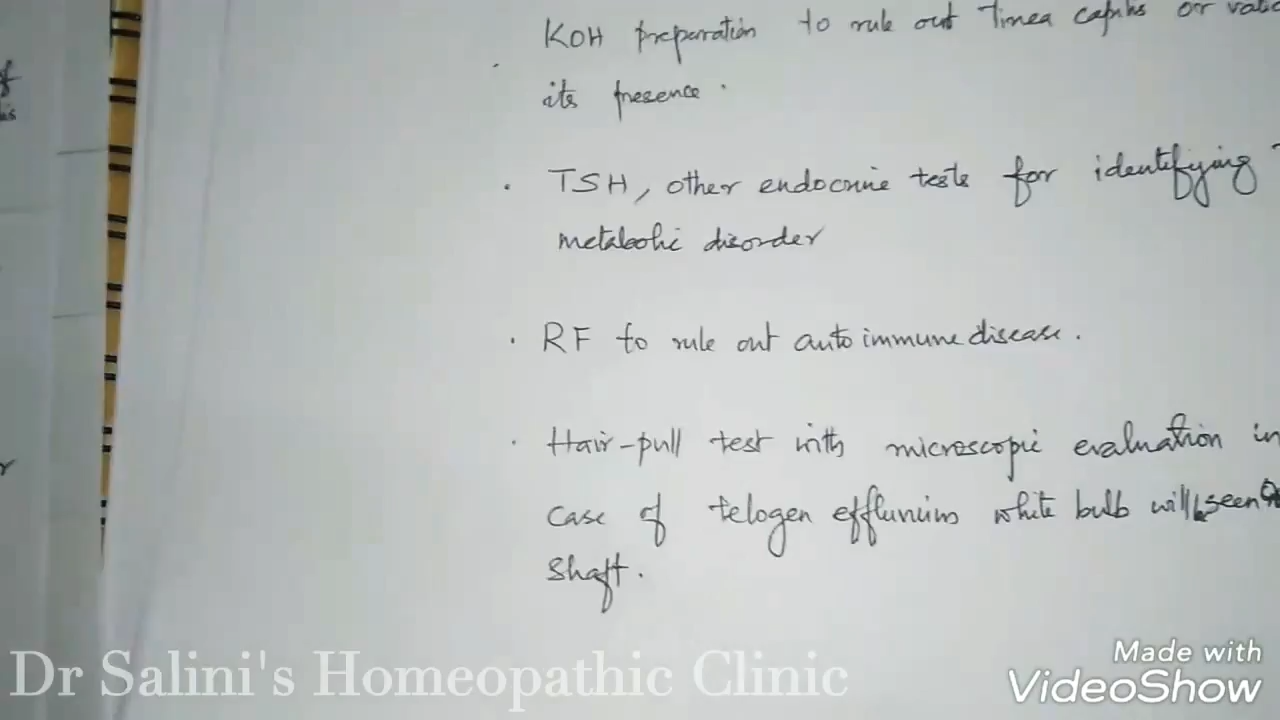 of
KOH preparation to rule out Tinea capitis or
its presence.
. TSH, other endocrine tests for identifying
metabolic disorder
. RF to rule out autoimmune disease.
. Hair-pull test with microscopic evaluation in
case of telogen effluvium white bulb will be seen
shaft.
Dr Salini's Homeopathic Clinic
Made with
VideoShow